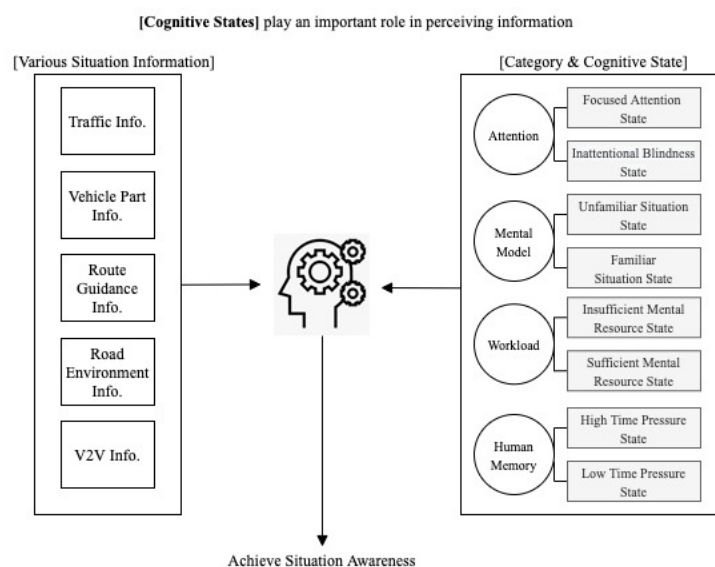 [Cognitive States] play an important role in perceiving information
[Various Situation Information]
Traffic Info.
Vehicle Part
Info.
Route
Guidance
Info.
Road
Environment
Info.
V2V Info.
[Category & Cognitive State]
Attention
Focused Attention
State
Inattentional Blindness
State
Mental
Model
Unfamiliar Situation
State
Familiar
Situation State
Workload
Insufficient Mental
Resource State
Sufficient Mental
Resource State
Human
Memory
High Time Pressure
State
Low Time Pressure
State
Achieve Situation Awareness